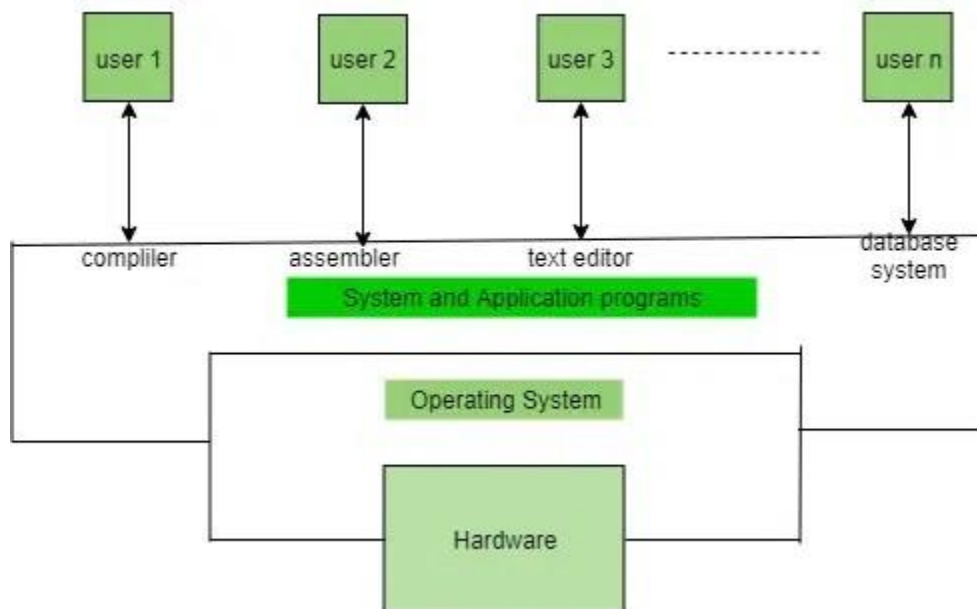 user 1
user 2
user 3
user n
compliler
assembler
text editor
database
system
System and Application programs
Operating System
Hardware